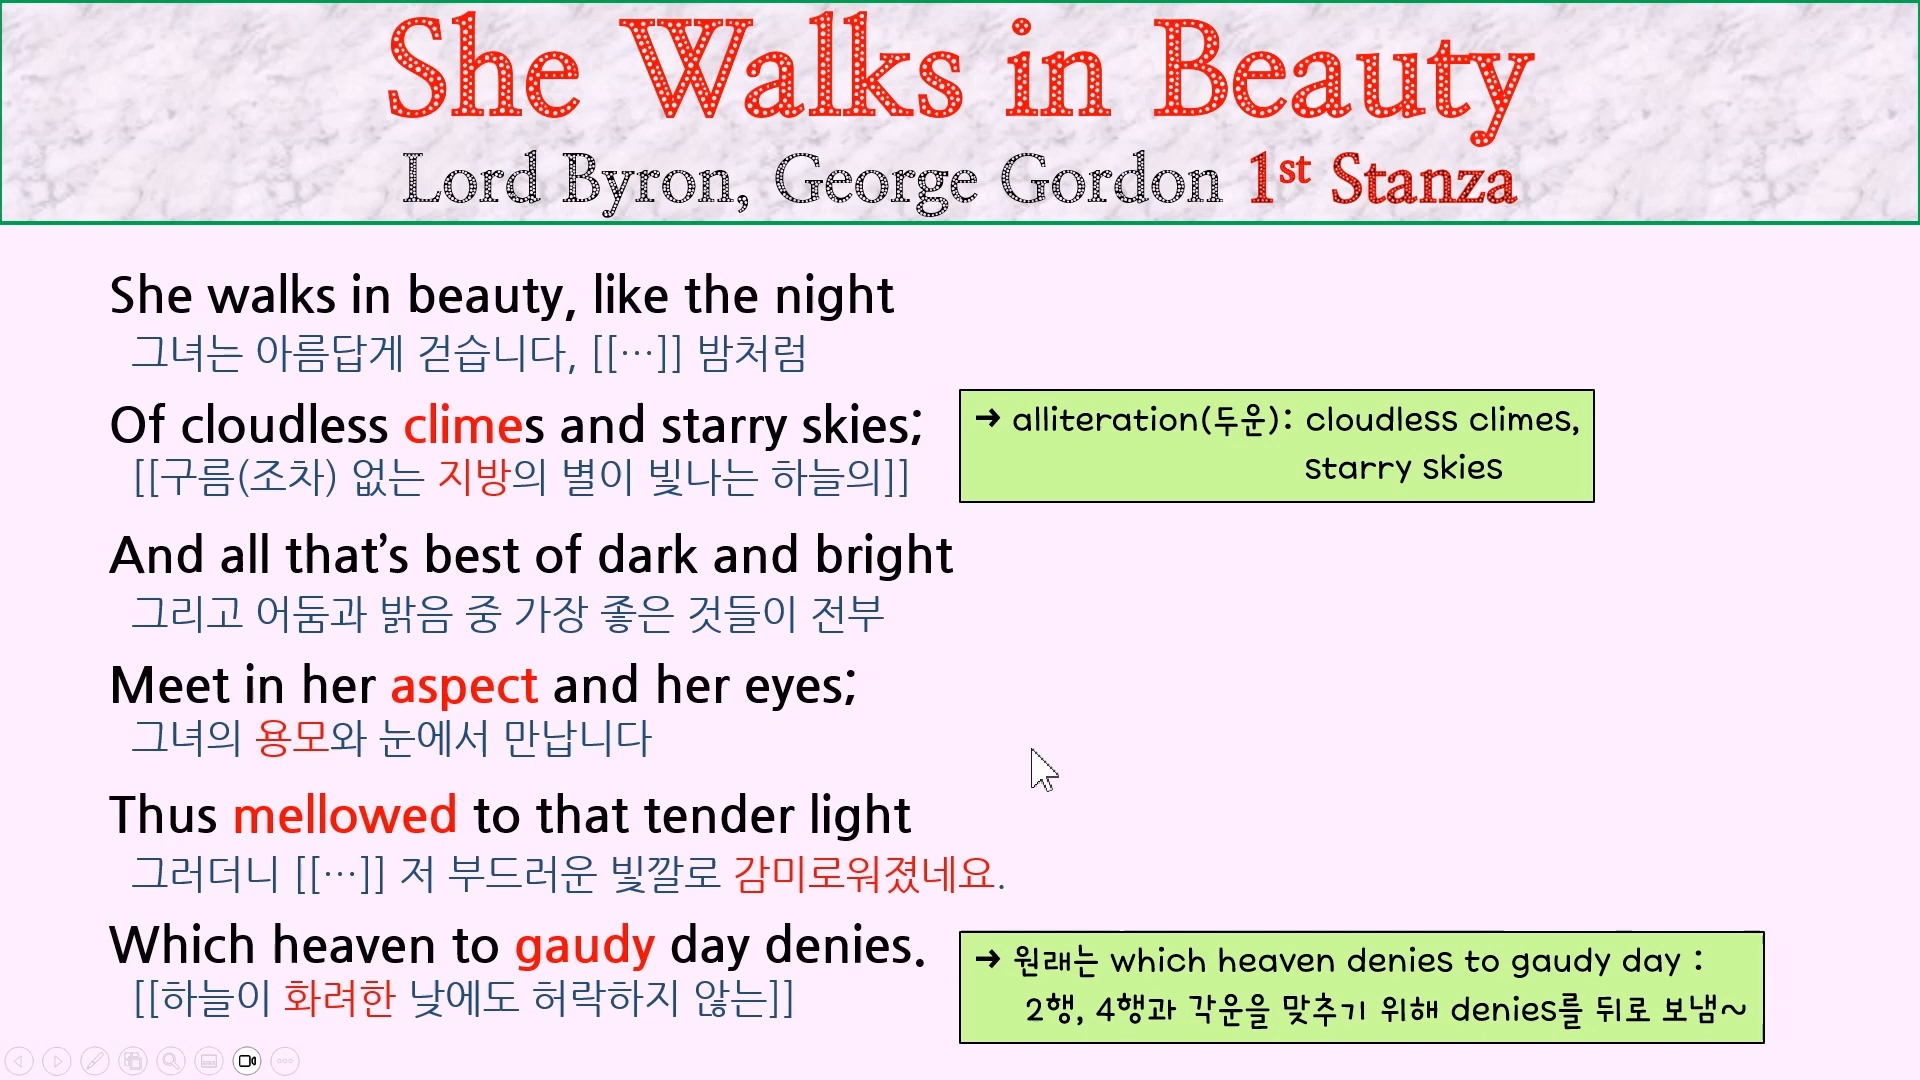 She Walks in Beauty
Lord Byron, George Gordon 1st Stanza
She walks in beauty, like the night
그녀는 아름답게 걷습니다, [[…]] 밤처럼
Of cloudless climes and starry skies;
[[구름(조차) 없는 지방의 별이 빛나는 하늘의]]
→ alliteration(두운): cloudless climes,
starry skies
And all that’s best of dark and bright
그리고 어둠과 밝음 중 가장 좋은 것들이 전부
Meet in her aspect and her eyes;
그녀의 용모와 눈에서 만납니다
Thus mellowed to that tender light
그러더니 [[…]] 저 부드러운 빛깔로 감미로워졌네요.
Which heaven to gaudy day denies.
[[하늘이 화려한 낮에도 허락하지 않는]]
→ 원래는 which heaven denies to gaudy day :
2행, 4행과 각운을 맞추기 위해 denies를 뒤로 보냄~